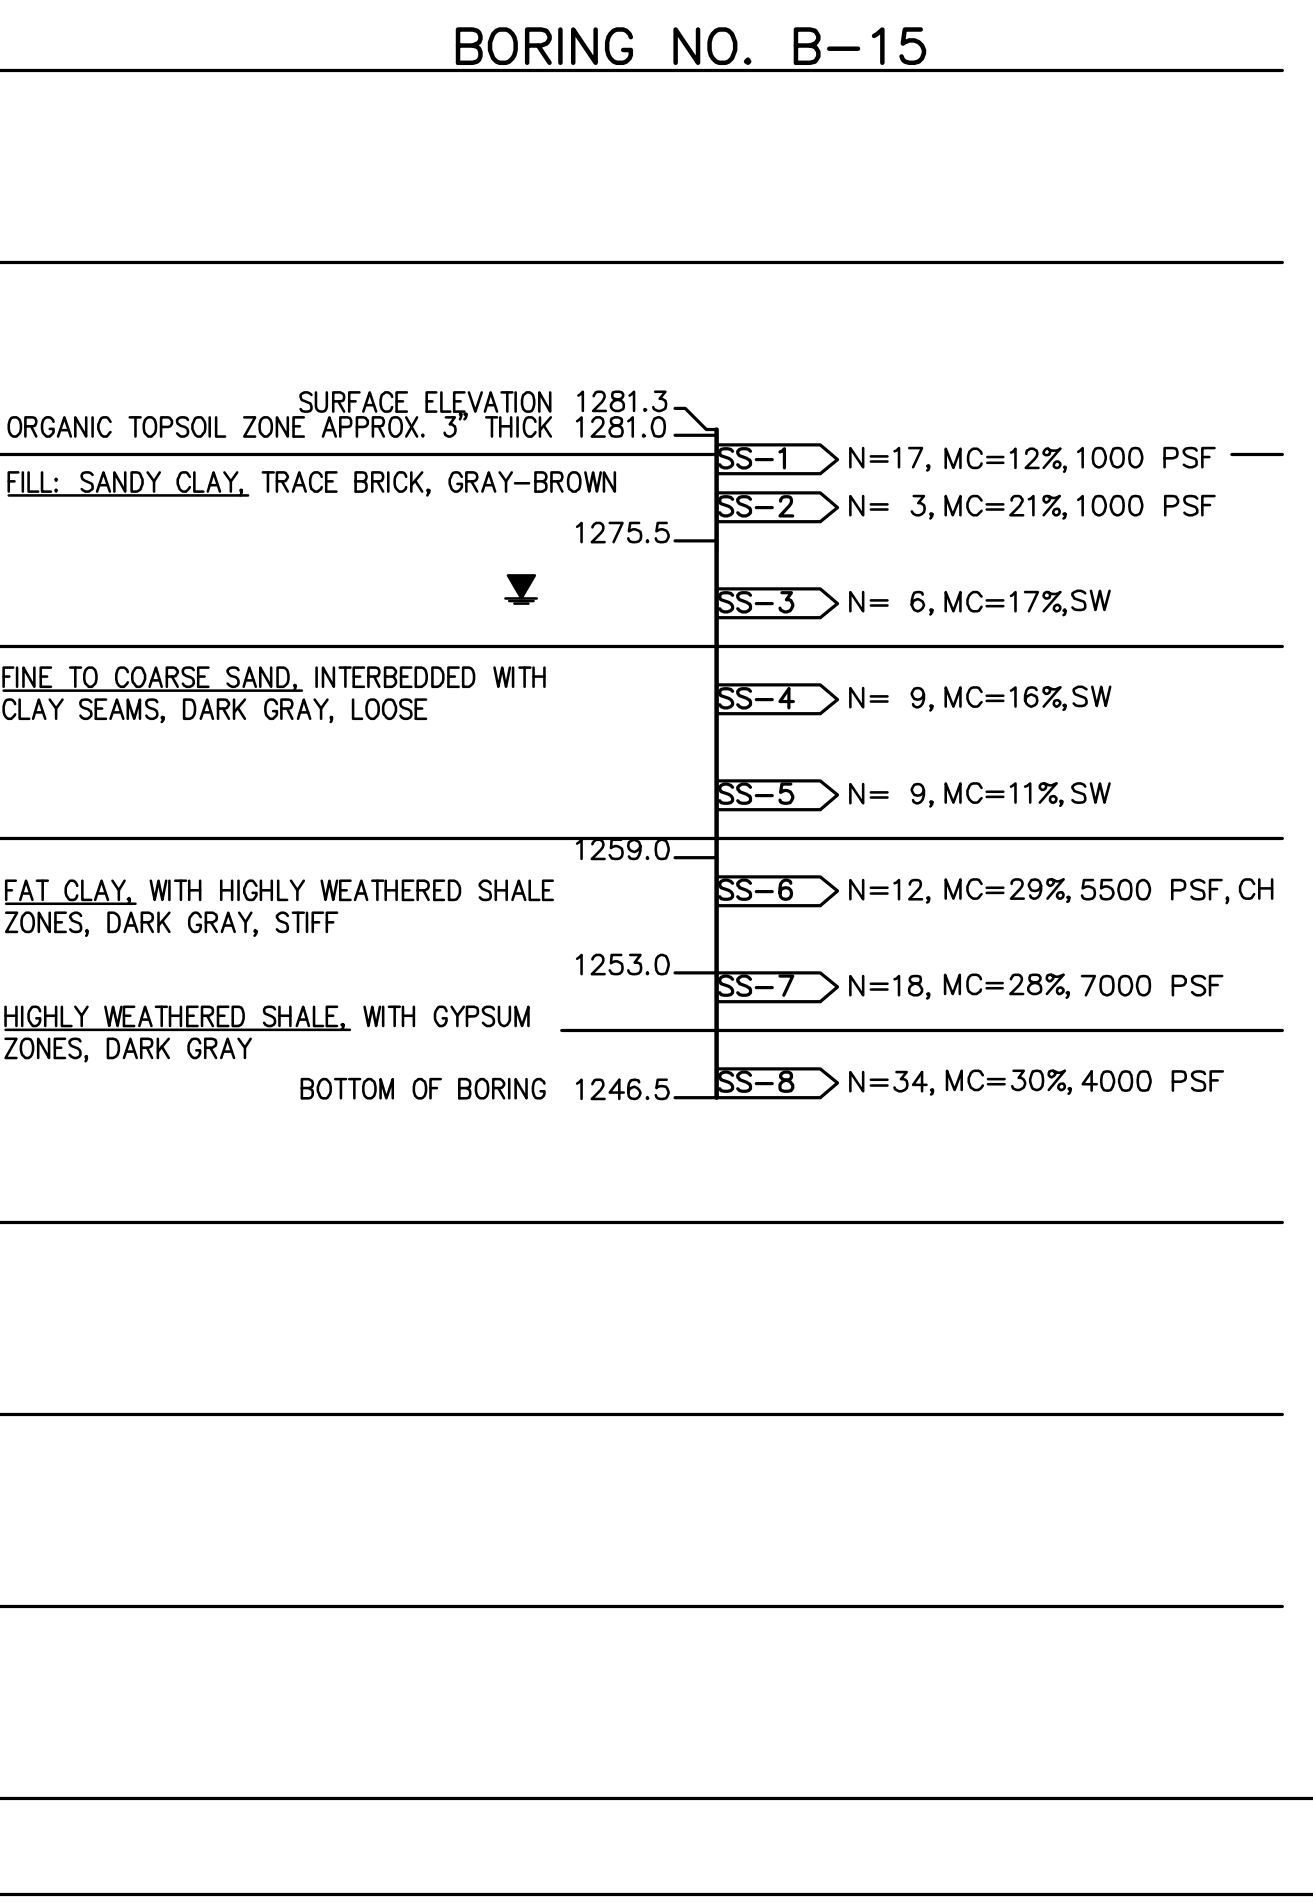 BORING NO. B-15
SURFACE ELEVATION 1281.3
ORGANIC TOPSOIL ZONE APPROX. 3" THICK 1281.0
SS-1 N=17, MC=12%, 1000 PSF
FILL: SANDY CLAY, TRACE BRICK, GRAY-BROWN
SS-2 N= 3, MC=21%, 1000 PSF
1275.5
SS-3 N= 6, MC=17%, SW
FINE TO COARSE SAND, INTERBEDDED WITH
CLAY SEAMS, DARK GRAY, LOOSE
SS-4 N= 9, MC=16%, SW
SS-5 N= 9, MC=11%, SW
1259.0
FAT CLAY, WITH HIGHLY WEATHERED SHALE
ZONES, DARK GRAY, STIFF
SS-6 N=12, MC=29%, 5500 PSF, CH
1253.0
SS-7 N=18, MC=28%, 7000 PSF
HIGHLY WEATHERED SHALE, WITH GYPSUM
ZONES, DARK GRAY
BOTTOM OF BORING 1246.5
SS-8 N=34, MC=30%, 4000 PSF